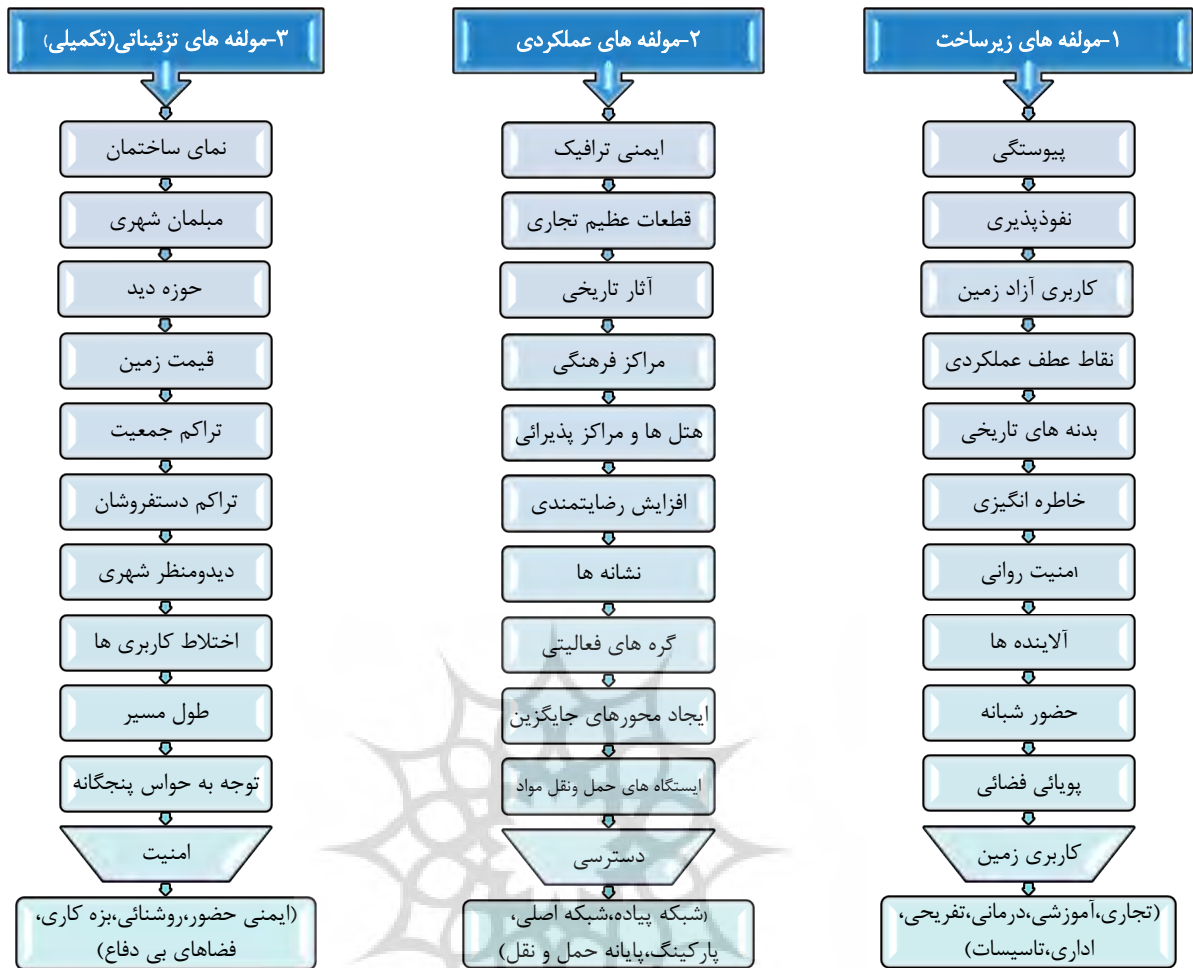 ۱-مولفه های زیرساخت
پیوستگی
نفوذپذیری
کاربری آزاد زمین
نقاط عطف عملکردی
بدنه های تاریخی
خاطره انگیزی
امنیت روانی
آلاینده ها
حضور شبانه
پویائی فضائی
کاربری زمین
(تجاری،آموزشی،درمانی،تفریحی،
اداری،تاسیسات)
۲-مولفه های عملکردی
ایمنی ترافیک
قطعات عظیم تجاری
آثار تاریخی
مراکز فرهنگی
هتل ها و مراکز پذیرائی
افزایش رضایتمندی
نشانه ها
گره های فعالیتی
ایجاد محورهای جایگزین
ایستگاه های حمل ونقل مواد
دسترسی
(شبکه پیاده،شبکه اصلی،
پارکینگ،پایانه حمل و نقل)
۳-مولفه های تزئیناتی(تکمیلی)
نمای ساختمان
مبلمان شهری
حوزه دید
قیمت زمین
تراکم جمعیت
تراکم دستفروشان
دیدومنظر شهری
اختلاط کاربری ها
طول مسیر
توجه به حواس پنجگانه
امنیت
(ایمنی حضور،روشنائی،بزه کاری،
فضاهای بی دفاع)